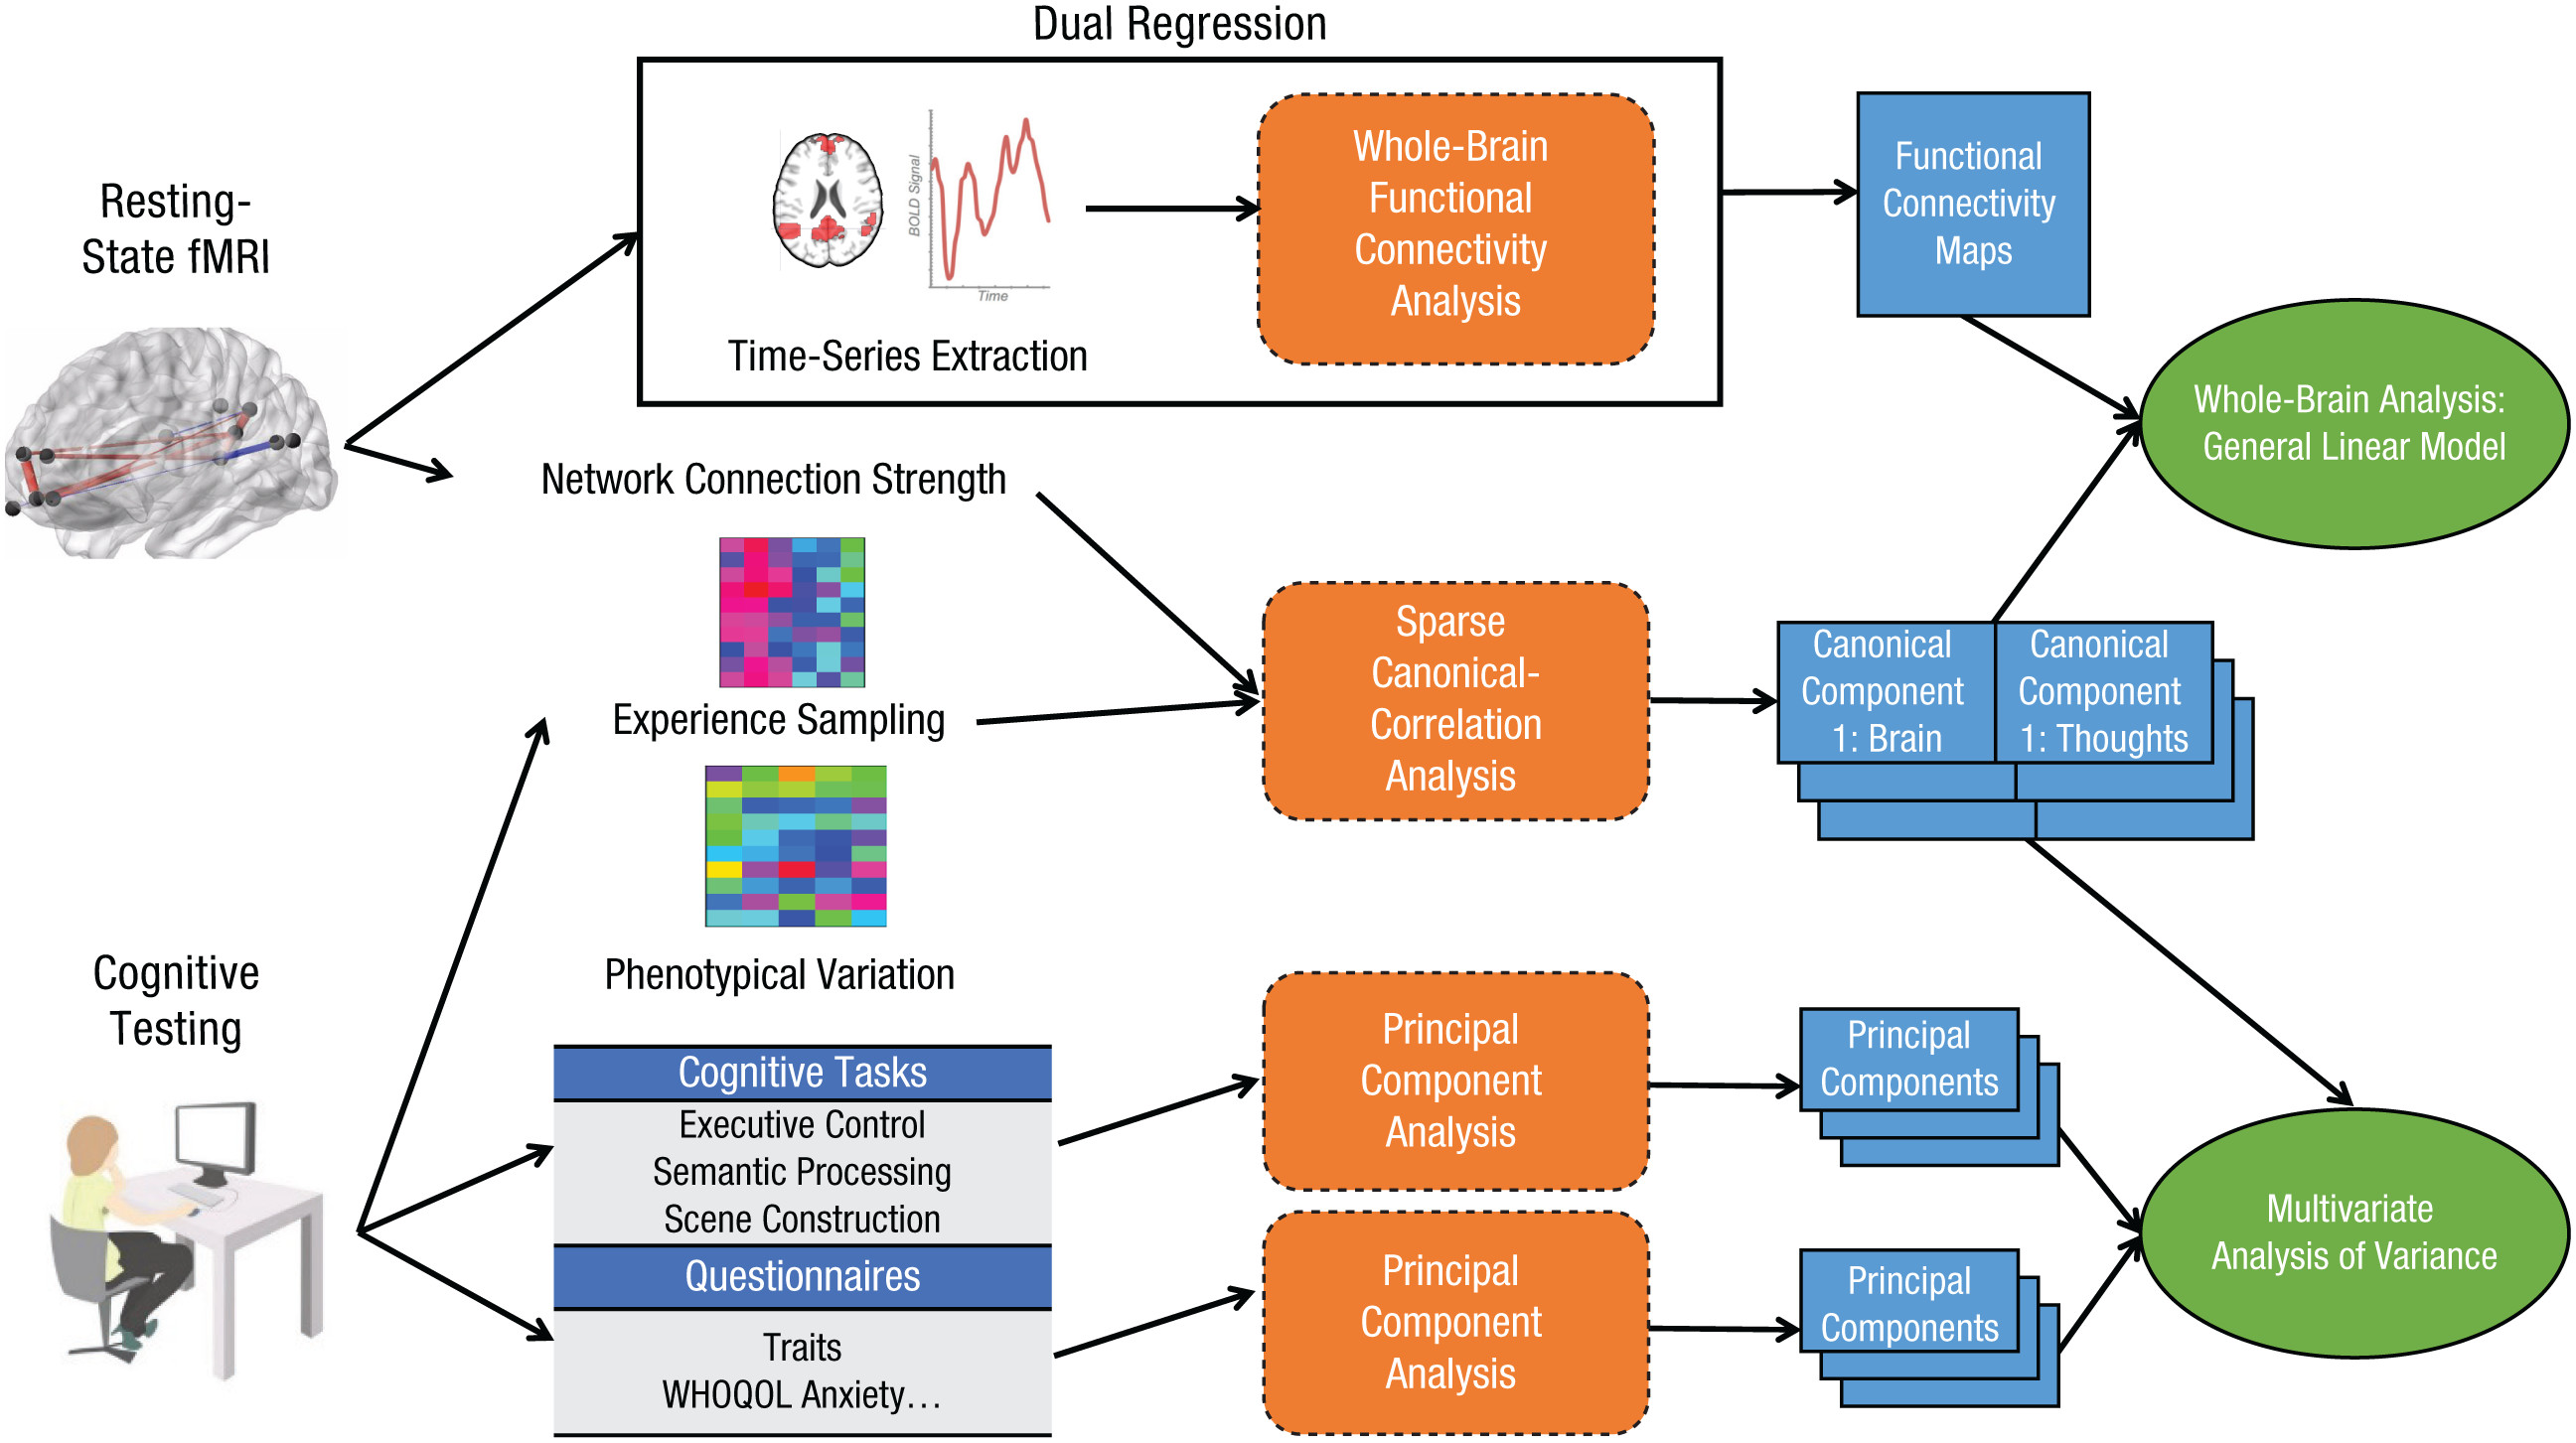 Dual Regression
Resting-
State fMRI
BOLD Signal
Time
Time-Series Extraction
Whole-Brain
Functional
Connectivity
Analysis
Functional
Connectivity
Maps
Whole-Brain Analysis:
General Linear Model
Network Connection Strength
Experience Sampling
Sparse
Canonical-
Correlation
Analysis
Canonical
Component
1: Brain
Canonical
Component
1: Thoughts
Cognitive
Testing
Phenotypical Variation
Cognitive Tasks
Executive Control
Semantic Processing
Scene Construction
Questionnaires
Traits
WHOQOL Anxiety…
Principal
Component
Analysis
Principal
Components
Principal
Component
Analysis
Principal
Components
Multivariate
Analysis of Variance